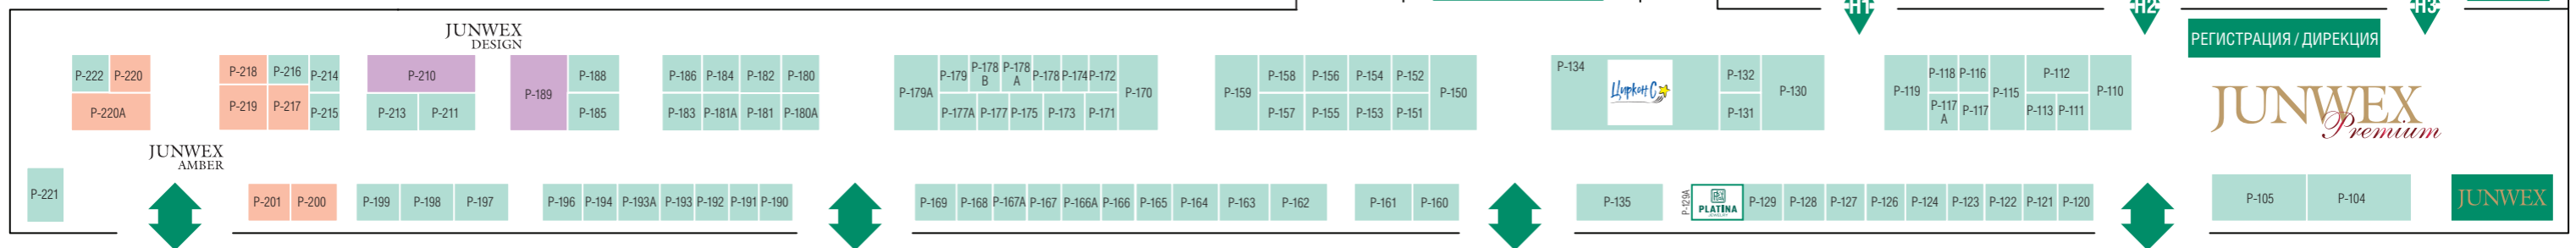 H1
H2
H3
РЕГИСТРАЦИЯ / ДИРЕКЦИЯ
JUNWEX
DESIGN
P-222 P-220
P-220A
P-218 P-216 P-214
P-219 P-217 P-215
P-210
P-213 P-211
P-189
P-188
P-185
P-186 P-184 P-182 P-180
P-183 P-181A P-181 P-180A
P-179A
P-179 P-178 B P-178 A P-178 P-174 P-172
P-177A P-177 P-175 P-173 P-171
P-170
P-159
P-158 P-156 P-154 P-152
P-157 P-155 P-153 P-151
P-150
P-134
Циркон С
P-132
P-131
P-130
P-119
P-118 P-116
P-117 A P-117
P-115
P-112
P-113 P-111
P-110
JUNWEX
Premium
JUNWEX
AMBER
P-221
P-201 P-200
P-199 P-198 P-197
P-196 P-194 P-193A P-193 P-192 P-191 P-190
P-169 P-168 P-167A P-167 P-166A P-166 P-165 P-164 P-163 P-162
P-161 P-160
P-135
P-129A
PLATINA
JEWELRY
P-129 P-128 P-127 P-126 P-124 P-123 P-122 P-121 P-120
P-105 P-104
JUNWEX